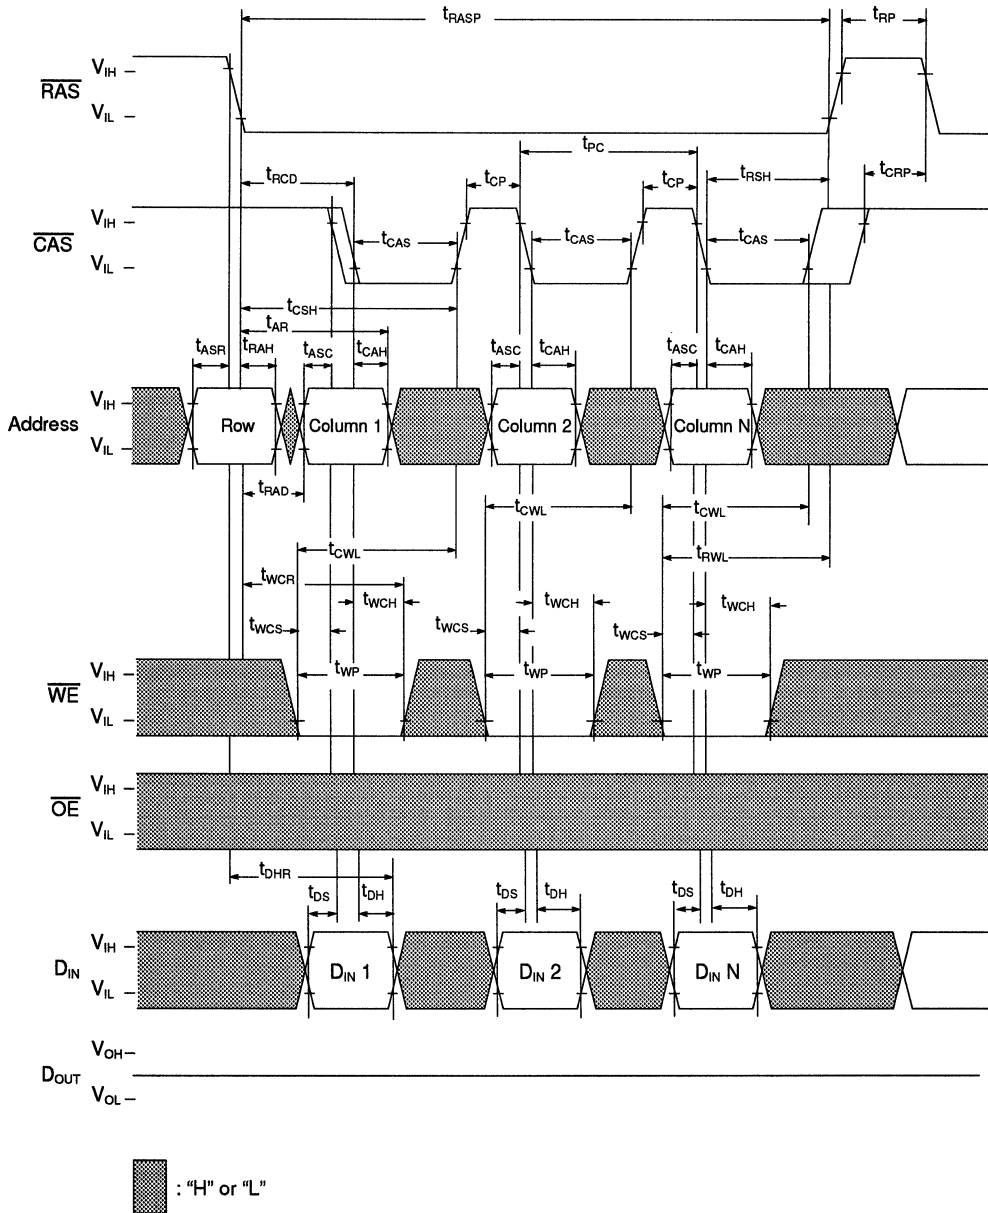 tRASP tRP
VIH
RAS
VIL
tPC
tRCD tCP tCP tRSH tCRP
VIH
CAS
VIL
tCAS tCAS tCAS
tCSH
tAR
tASR tRAH tASC tCAH tASC tCAH tASC tCAH
VIH
Address Row Column 1 Column 2 Column N
VIL
tRAD
tCWL tCWL
tCWL tRWL
tWCR
tWCH tWCH tWCH
tWCS tWCS tWCS
tWP tWP tWP
VIH
WE
VIL
VIH
OE
VIL
tDHR
tDS tDH tDS tDH tDS tDH
VIH
DIN DIN 1 DIN 2 DIN N
VIL
VOH
DOUT
VOL
: “H” or “L”